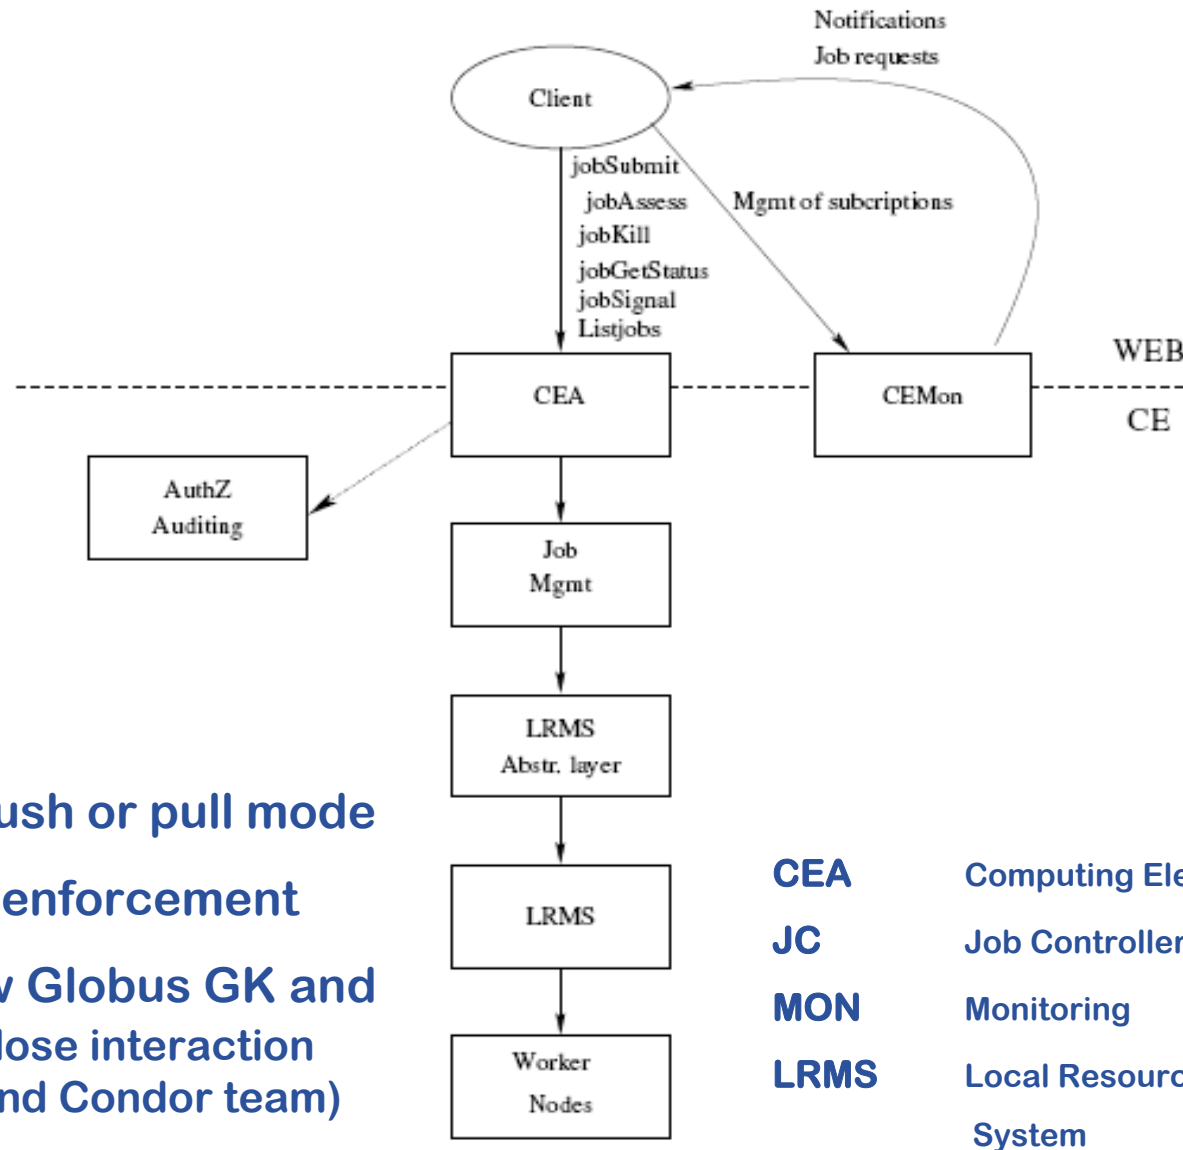 Notifications
Job requests
Client
jobSubmit
jobAssess
Mgmt of subcriptions
jobKill
jobGetStatus
jobSignal
Listjobs
WEB
CEA
CEMon
CE
AuthZ
Auditing
Job
Mgmt
LRMS
Abstr. layer
ush or pull mode
enforcement
LRMS
w Globus GK and
lose interaction
nd Condor team)
Worker
Nodes
CEA Computing Ele
JC Job Controller
MON Monitoring
LRMS Local Resourc
System